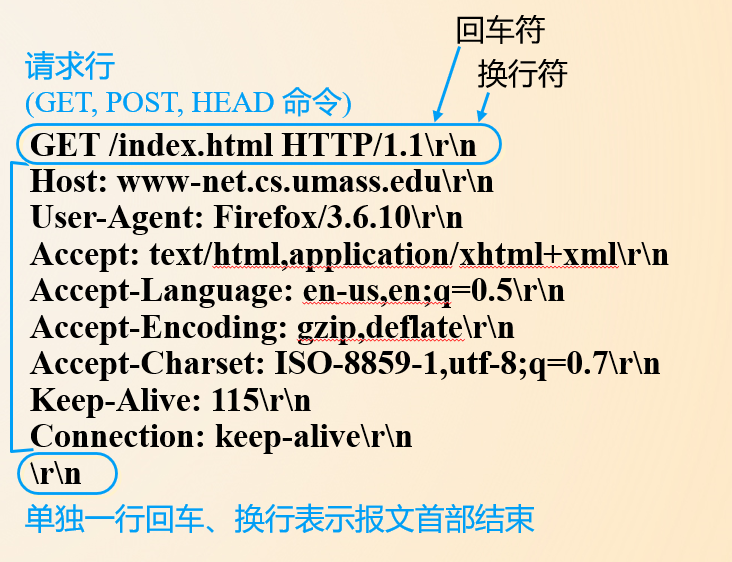 回车符
换行符
请求行
(GET, POST, HEAD 命令)
GET /index.html HTTP/1.1\r\n
Host: www-net.cs.umass.edu\r\n
User-Agent: Firefox/3.6.10\r\n
Accept: text/html,application/xhtml+xml\r\n
Accept-Language: en-us,en;q=0.5\r\n
Accept-Encoding: gzip,deflate\r\n
Accept-Charset: ISO-8859-1,utf-8;q=0.7\r\n
Keep-Alive: 115\r\n
Connection: keep-alive\r\n
\r\n
单独一行回车、换行表示报文首部结束